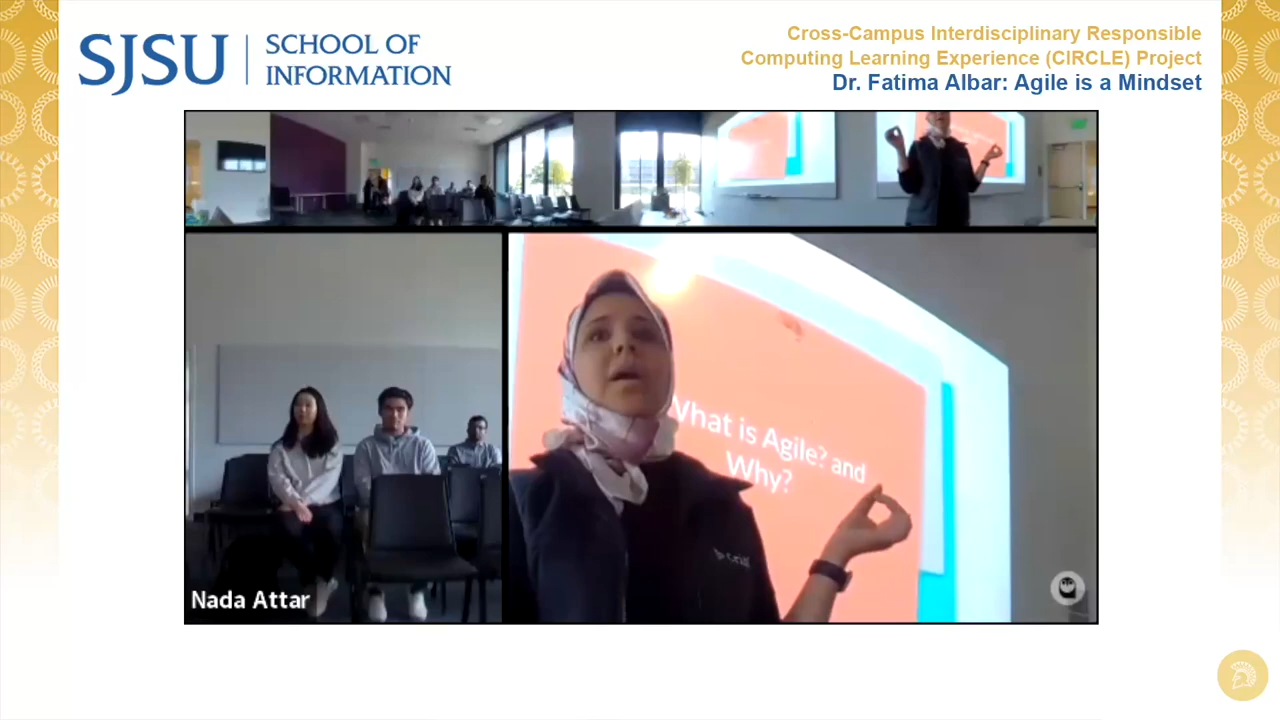 SJSU
SCHOOL OF
INFORMATION
Cross-Campus Interdisciplinary Responsible
Computing Learning Experience (CIRCLE) Project
Dr. Fatima Albar: Agile is a Mindset
What is Agile? and
Why?
Nada Attar